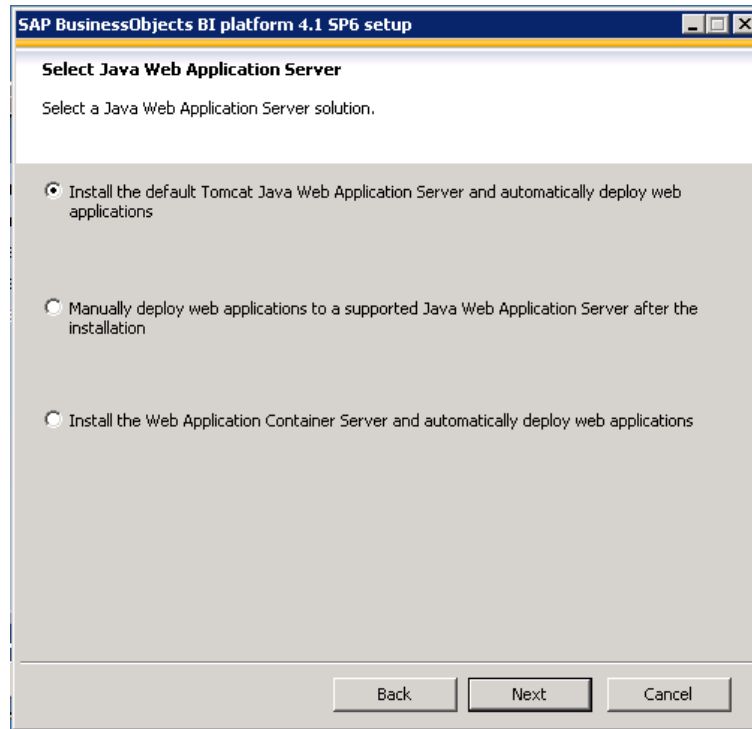 SAP BusinessObjects BI platform 4.1 SP6 setup
Select Java Web Application Server
Select a Java Web Application Server solution.
Install the default Tomcat Java Web Application Server and automatically deploy web
applications
Manually deploy web applications to a supported Java Web Application Server after the
installation
Install the Web Application Container Server and automatically deploy web applications
Back Next Cancel